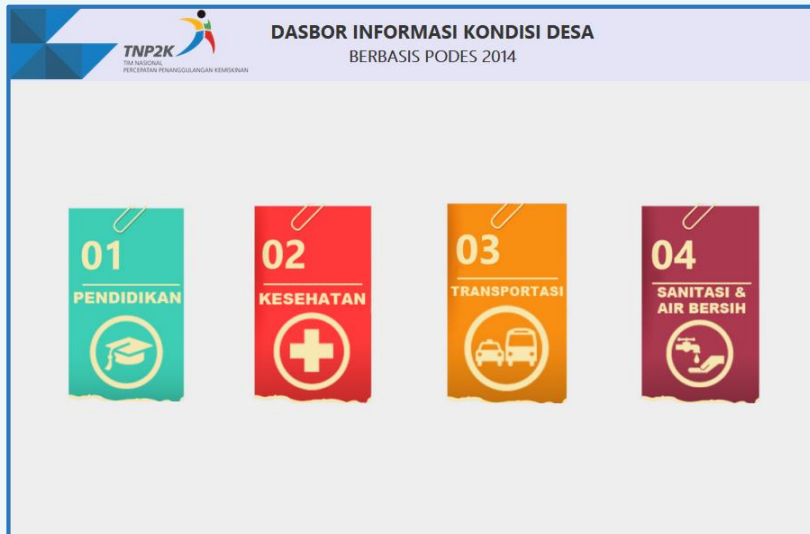 DASBOR INFORMASI KONDISI DESA
BERBASIS PODES 2014
TNP2K
TIM NASIONAL
PERCEPATAN PENANGGULANGAN KEMISKINAN
01
PENDIDIKAN
02
KESEHATAN
03
TRANSPORTASI
04
SANITASI &
AIR BERSIH